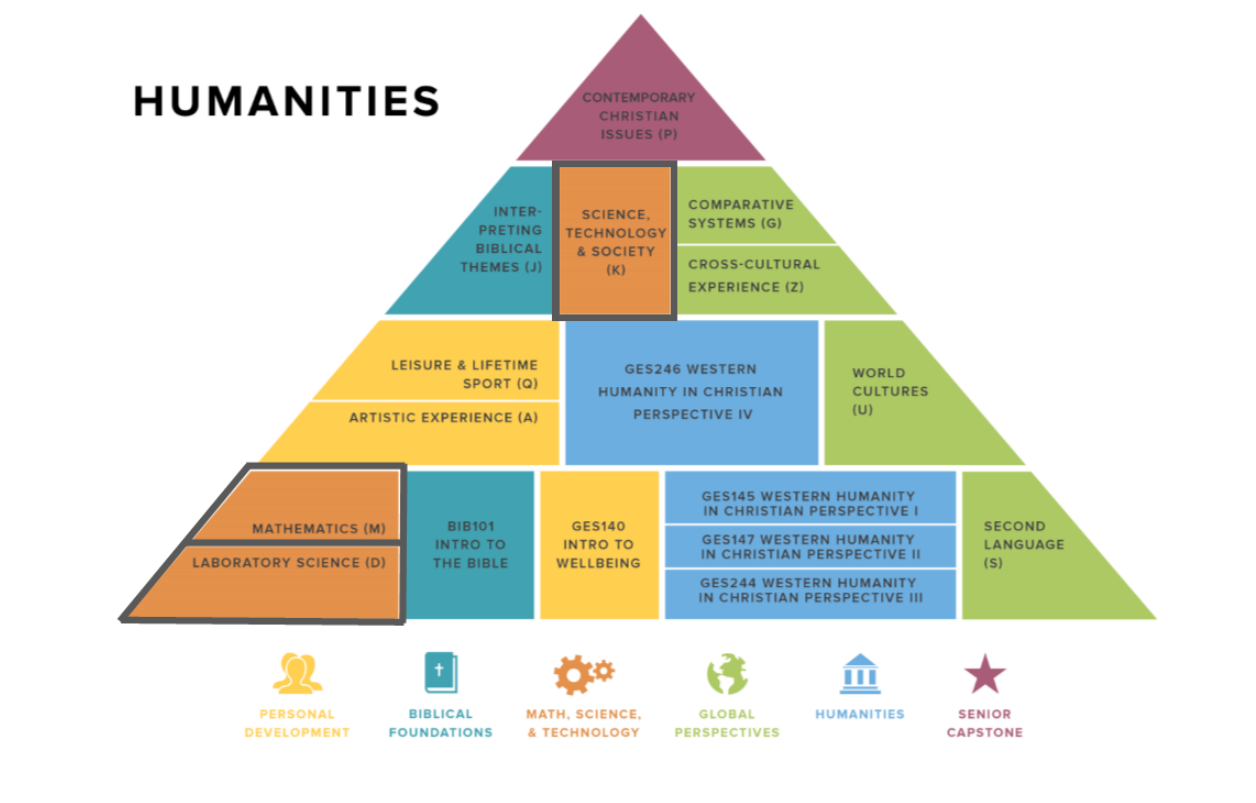 HUMANITIES
CONTEMPORARY
CHRISTIAN
ISSUES (P)
INTER-
PRETING
BIBLICAL
THEMES (J)
SCIENCE,
TECHNOLOGY
& SOCIETY
(K)
COMPARATIVE
SYSTEMS (G)
CROSS-CULTURAL
EXPERIENCE (Z)
LEISURE & LIFETIME
SPORT (Q)
ARTISTIC EXPERIENCE (A)
GES246 WESTERN
HUMANITY IN CHRISTIAN
PERSPECTIVE IV
WORLD
CULTURES
(U)
MATHEMATICS (M)
LABORATORY SCIENCE (D)
BIB101
INTRO TO
THE BIBLE
GES140
INTRO TO
WELLBEING
GES145 WESTERN HUMANITY
IN CHRISTIAN PERSPECTIVE I
GES147 WESTERN HUMANITY
IN CHRISTIAN PERSPECTIVE II
GES244 WESTERN HUMANITY
IN CHRISTIAN PERSPECTIVE III
SECOND
LANGUAGE
(S)
PERSONAL
DEVELOPMENT
BIBLICAL
FOUNDATIONS
MATH, SCIENCE,
& TECHNOLOGY
GLOBAL
PERSPECTIVES
HUMANITIES
SENIOR
CAPSTONE